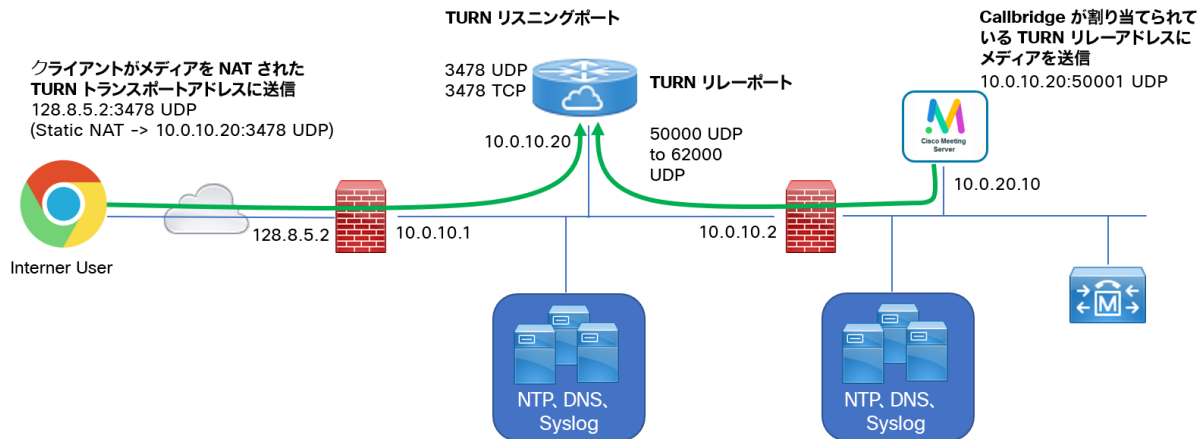 クライアントがメディアを NAT された
TURN トランスポートアドレスに送信
128.8.5.2:3478 UDP
(Static NAT -> 10.0.10.20:3478 UDP)
TURN リスニングポート
3478 UDP
3478 TCP
TURN リレーポート
10.0.10.20
50000 UDP
to 62000
UDP
Callbridge が割り当てられて
いる TURN リレーアドレスに
メディアを送信
10.0.10.20:50001 UDP
Cisco Meeting
Server
10.0.20.10
128.8.5.2
10.0.10.1
10.0.10.2
Interner User
M
NTP、DNS、
Syslog
NTP、DNS、
Syslog